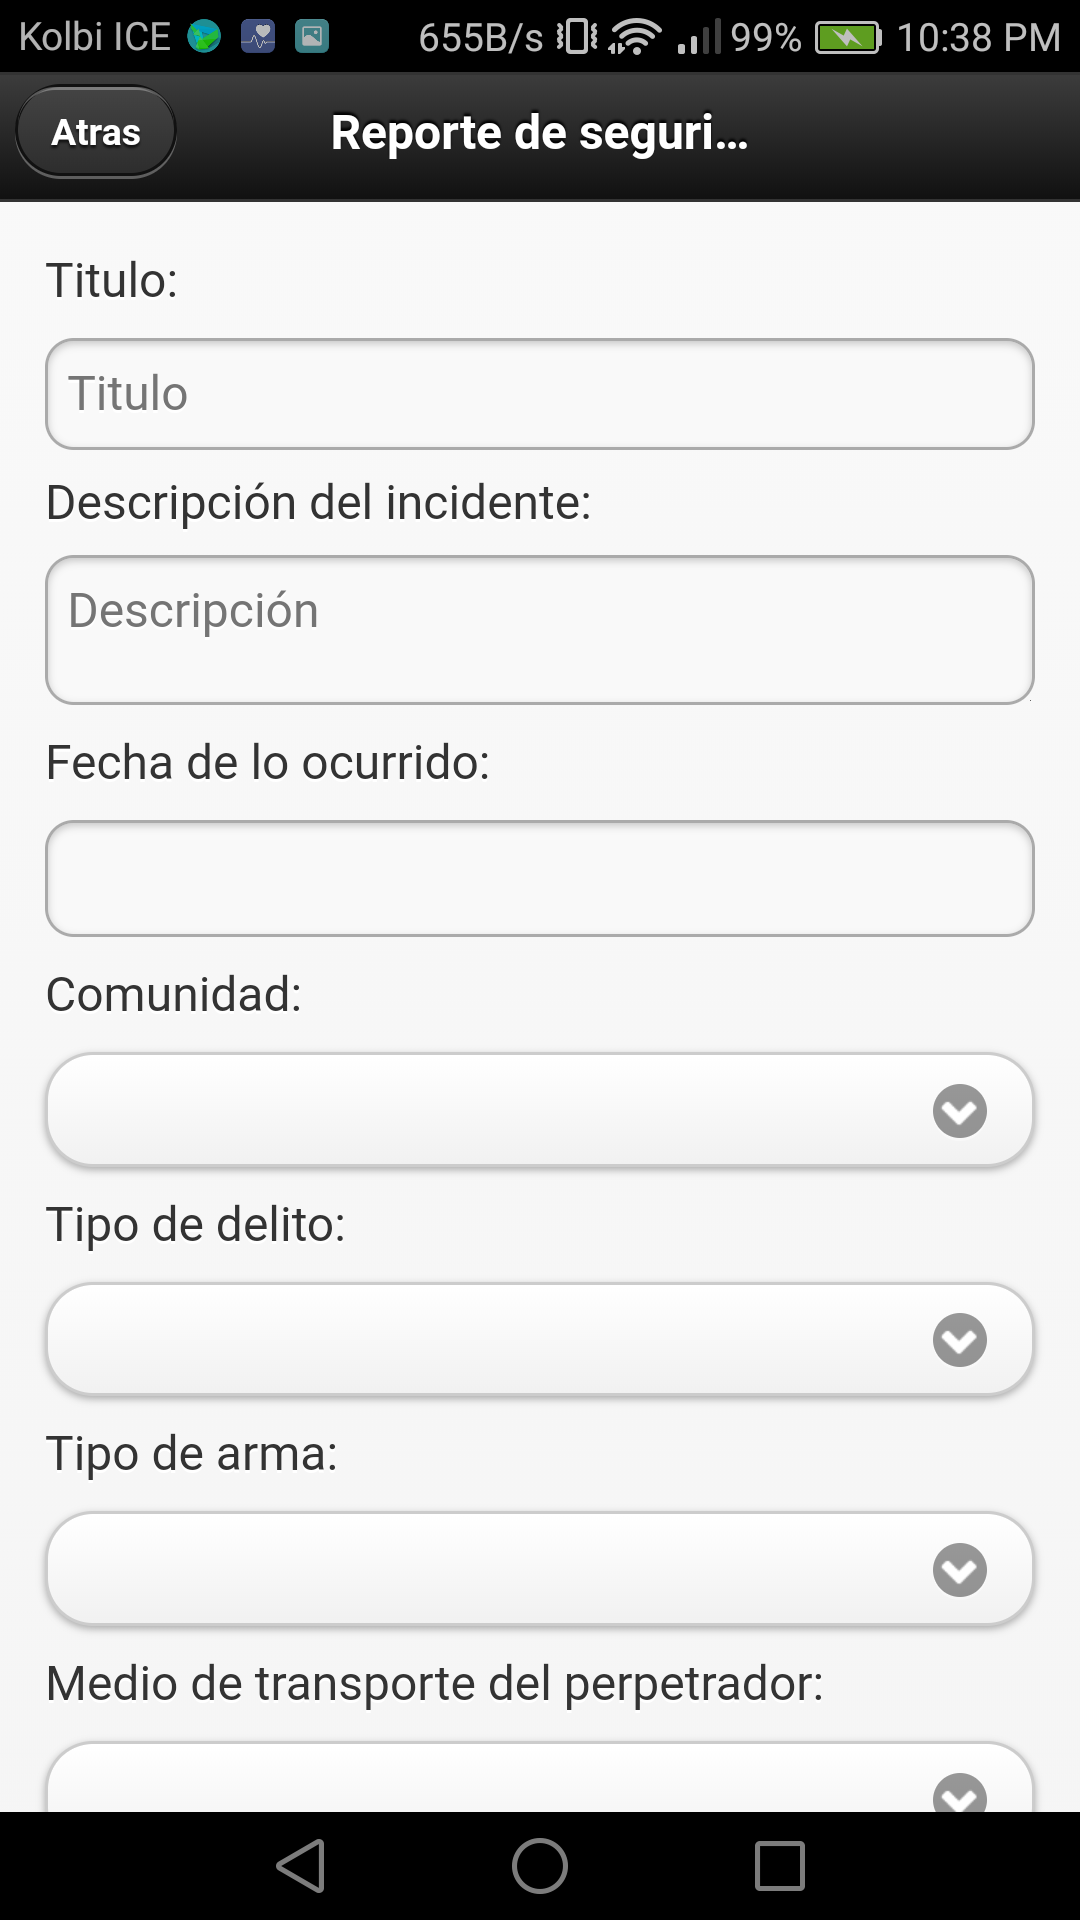 Kolbi ICE 655B/s 99% 10:38 PM
Atras
Reporte de seguri...
Titulo:
Titulo
Descripción del incidente:
Descripción
Fecha de lo ocurrido:
Comunidad:
Tipo de delito:
Tipo de arma:
Medio de transporte del perpetrador: